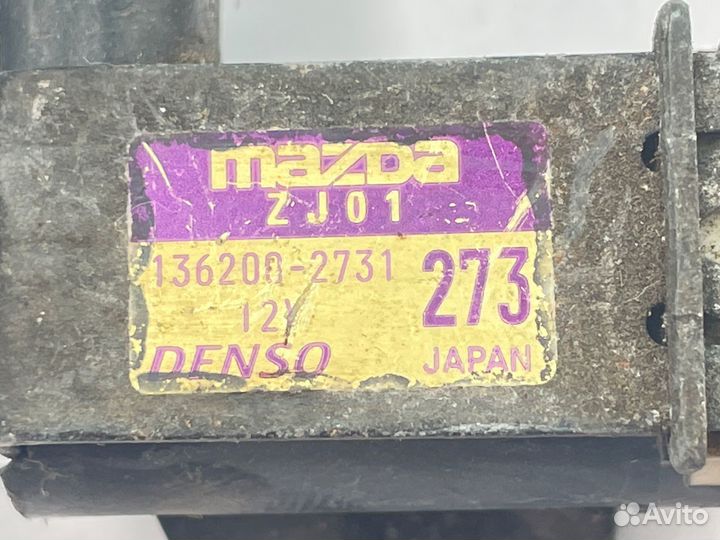 mazda
ZJ01
136200-2731
273
12V
DENSO
JAPAN
Avito